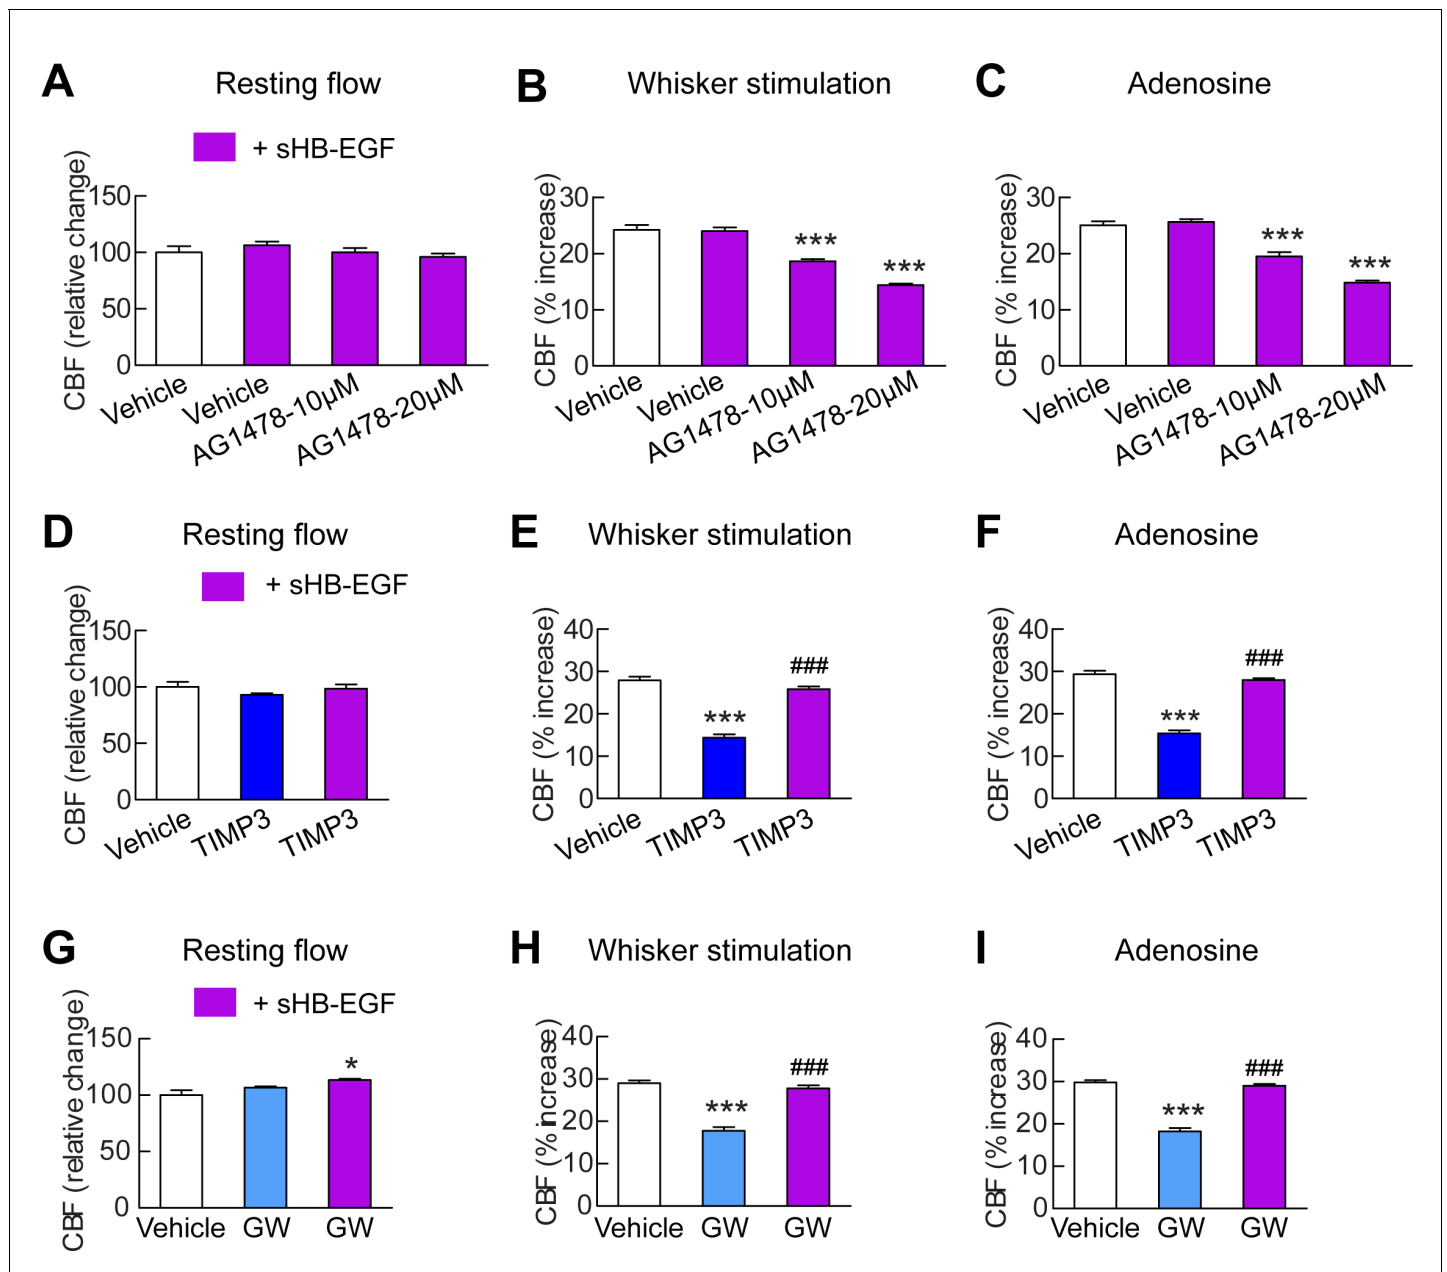 A Resting flow
+ sHB-EGF
CBF (relative change)
150
100
50
0
Vehicle Vehicle AG1478-10µM AG1478-20µM
B Whisker stimulation
CBF (% increase)
30
20
10
0
*** ***
Vehicle Vehicle AG1478-10µM AG1478-20µM
C Adenosine
CBF (% increase)
30
20
10
0
*** ***
Vehicle Vehicle AG1478-10µM AG1478-20µM
D Resting flow
+ sHB-EGF
CBF (relative change)
150
100
50
0
Vehicle TIMP3 TIMP3
E Whisker stimulation
CBF (% increase)
40
30
20
10
0
*** ###
Vehicle TIMP3 TIMP3
F Adenosine
CBF (% increase)
40
30
20
10
0
*** ###
Vehicle TIMP3 TIMP3
G Resting flow
+ sHB-EGF
CBF (relative change)
150
100
50
0
*
Vehicle GW GW
H Whisker stimulation
CBF (% increase)
40
30
20
10
0
*** ###
Vehicle GW GW
I Adenosine
CBF (% increase)
40
30
20
10
0
*** ###
Vehicle GW GW